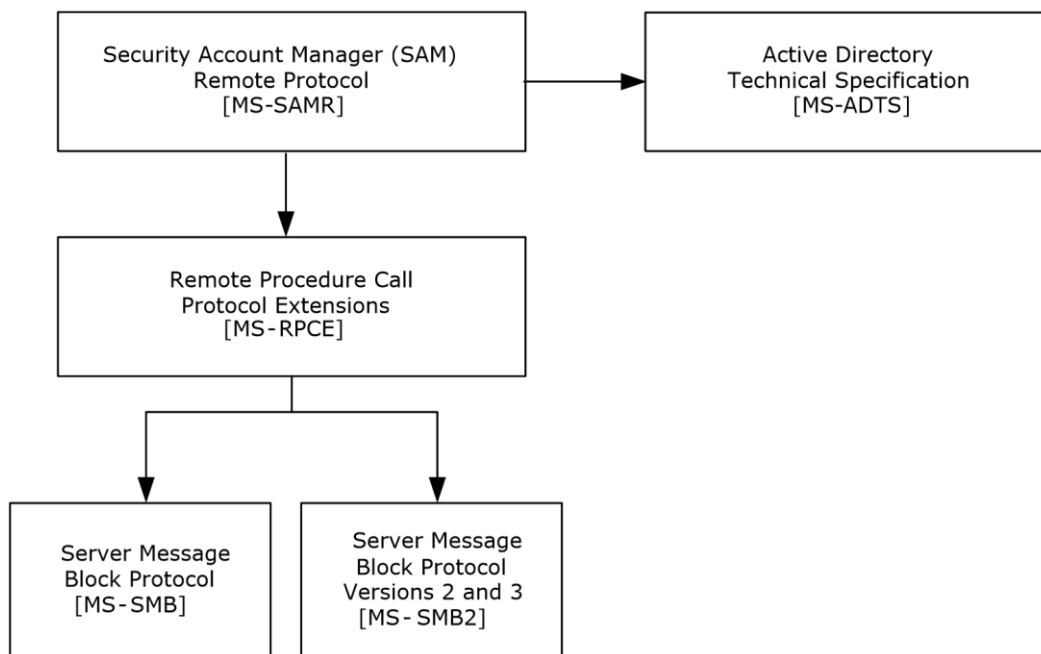 Security Account Manager (SAM)
Remote Protocol
[MS-SAMR]
Active Directory
Technical Specification
[MS-ADTS]
Remote Procedure Call
Protocol Extensions
[MS-RPCE]
Server Message
Block Protocol
[MS-SMB]
Server Message
Block Protocol
Versions 2 and 3
[MS-SMB2]